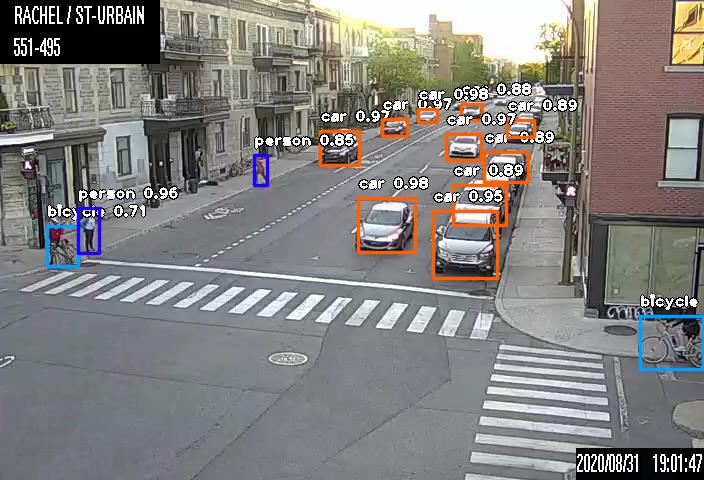 RACHEL / ST-URBAIN
551-495
car 0.98
0.88
car 0.97
car 0.97
car 0.89
car 0.97
person 0.85
0.89
car 0.89
person 0.96
car 0.98
car 0.95
bicycle 0.71
bicycle
2020/08/31 19:01:47